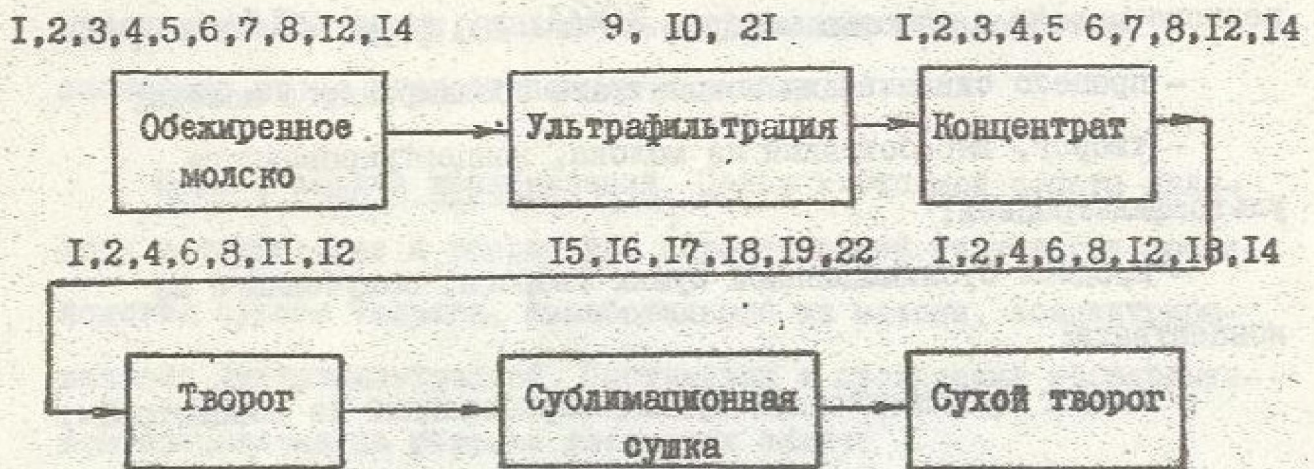 I,2,3,4,5,6,7,8,I2,I4
9, I0, 2I
I,2,3,4,5 6,7,8,I2,I4
Обезжиренное
молско
Ультрафильтрация
Концентрат
I,2,4,6,8,II,I2
I5,I6,I7,I8,I9,22
I,2,4,6,8,I2,I3,I4
Творог
Сублимационная
сушка
Сухой творог